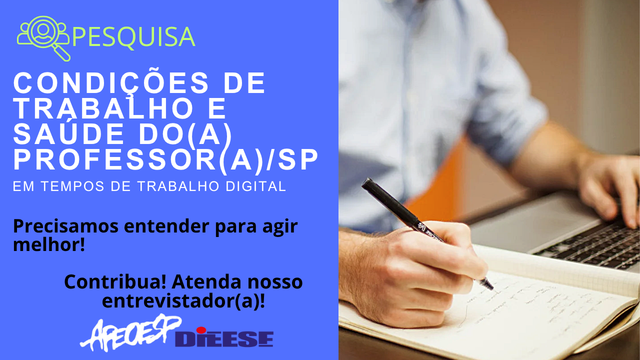 PESQUISA
CONDIÇÕES DE
TRABALHO E
SAÚDE DO(A)
PROFESSOR(A)/SP
EM TEMPOS DE TRABALHO DIGITAL
Precisamos entender para agir
melhor!
Contribua! Atenda nosso
entrevistador(a)!
APEOESP DIEESE